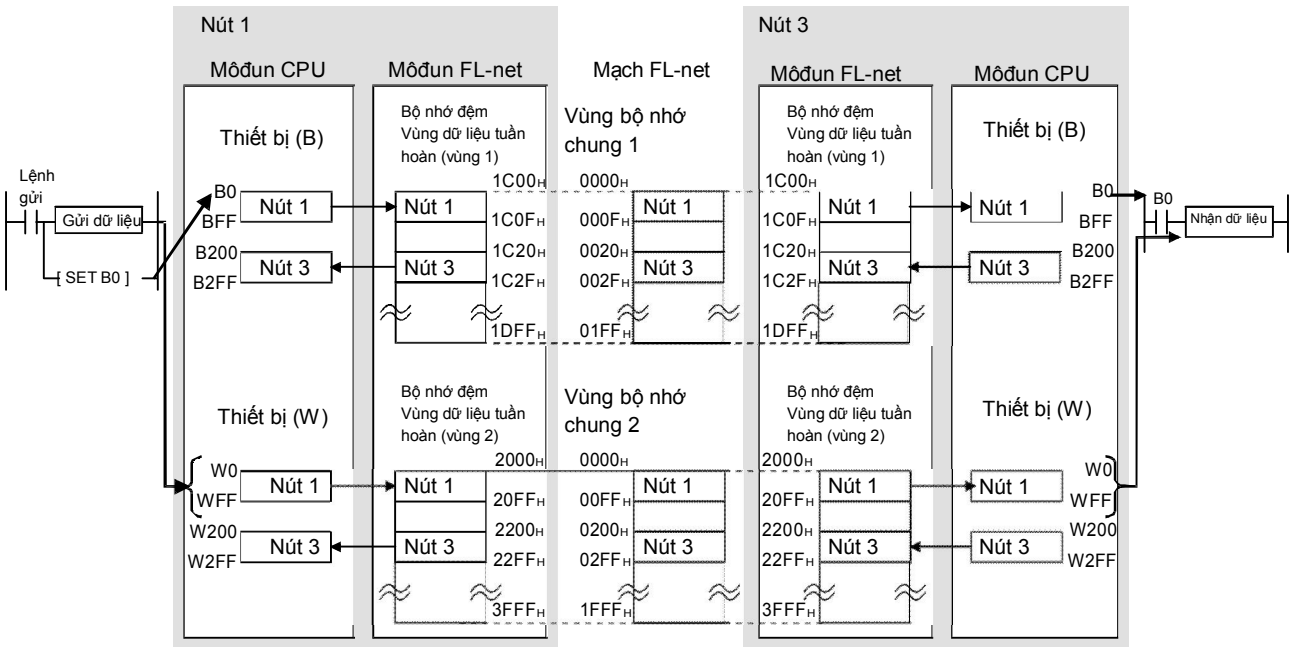 Nút 1
Nút 3
Môđun CPU
Môđun FL-net
Mạch FL-net
Môđun FL-net
Môđun CPU
Thiết bị (B)
Bộ nhớ đệm
Vùng dữ liệu tuần
hoàn (vùng 1)
Vùng bộ nhớ
chung 1
Bộ nhớ đệm
Vùng dữ liệu tuần
hoàn (vùng 1)
Thiết bị (B)
Lệnh
gửi
Gửi dữ liệu
[ SET B0 ]
B0
BFF
B200
B2FF
Nút 1
Nút 3
Nút 1
Nút 3
1C00H
1C0FH
1C20H
1C2FH
1DFFH
0000H
000FH
0020H
002FH
01FFH
Nút 1
Nút 3
1C00H
1C0FH
1C20H
1C2FH
1DFFH
Nút 1
Nút 3
Nút 1
Nút 3
B0
BFF
B200
B2FF
B0
Nhận dữ liệu
Thiết bị (W)
Bộ nhớ đệm
Vùng dữ liệu tuần
hoàn (vùng 2)
Vùng bộ nhớ
chung 2
Bộ nhớ đệm
Vùng dữ liệu tuần
hoàn (vùng 2)
Thiết bị (W)
W0
WFF
W200
W2FF
Nút 1
Nút 3
Nút 1
Nút 3
2000H
20FFH
2200H
22FFH
3FFFH
0000H
00FFH
0200H
02FFH
1FFFH
Nút 1
Nút 3
2000H
20FFH
2200H
22FFH
3FFFH
Nút 1
Nút 3
Nút 1
Nút 3
W0
WFF
W200
W2FF